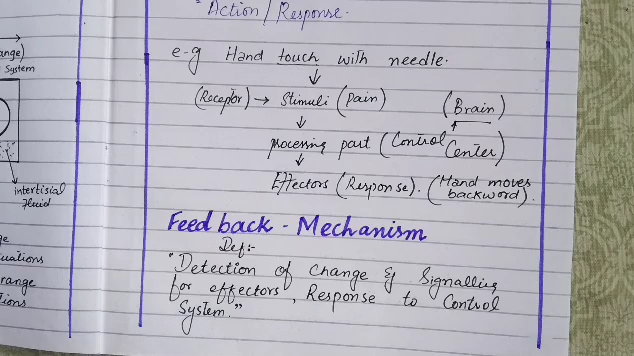 Action / Response.
ange)
System
e-g Hand touch with needle.
↓
(Receptor) → Stimuli (Pain) (Brain)
↓ ↑
processing part (Control Center)
↓
Effectors (Response). (Hand moves backword).
intertisial
fluid
Feed back - Mechanism
Def:-
"Detection of Change & Signalling
for effectors, Response to Control
System."
ge
uations
range
tions